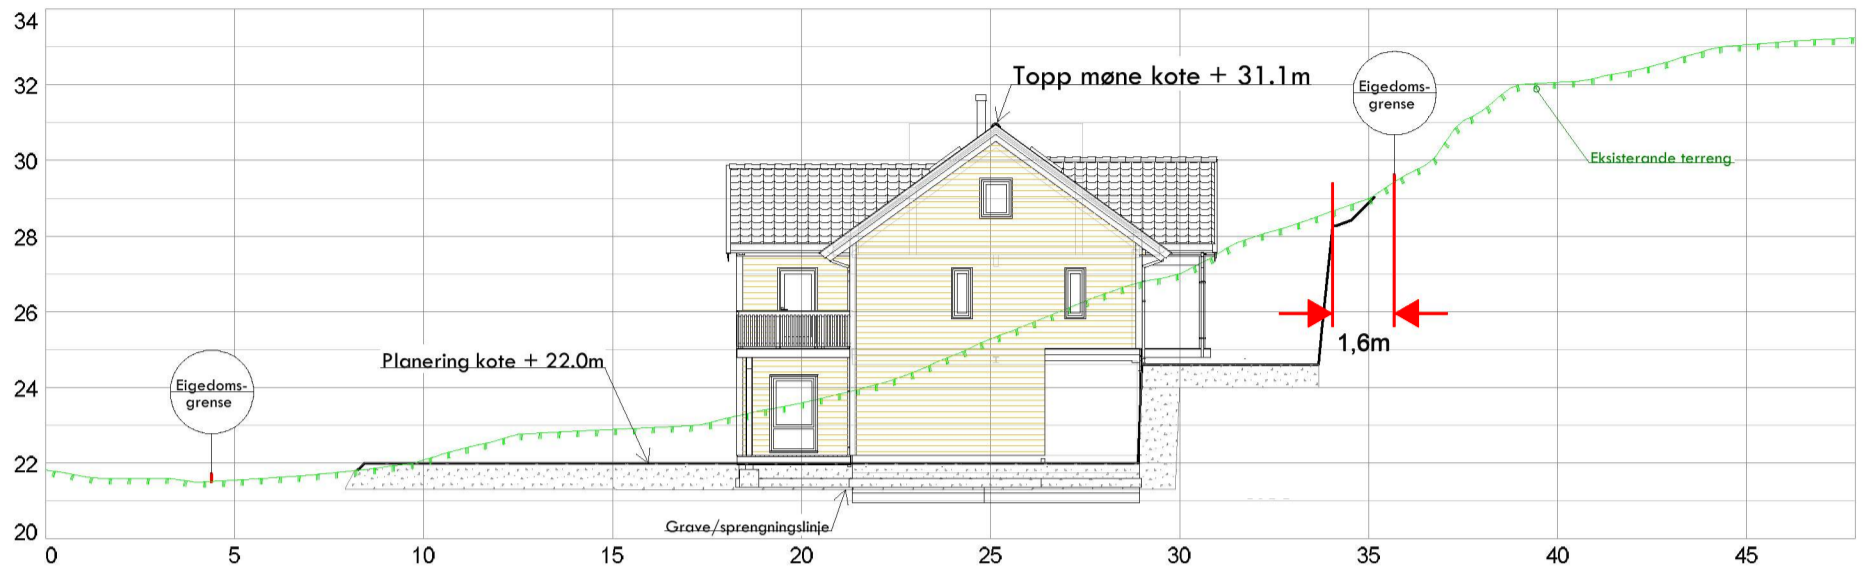 34
32
30
28
26
24
22
20
Topp møne kote + 31.1m
Eigedoms-
grense
Eksisterande terreng
1,6m
Planering kote + 22.0m
Eigedoms-
grense
Grave/sprengningslinje
0
5
10
15
20
25
30
35
40
45